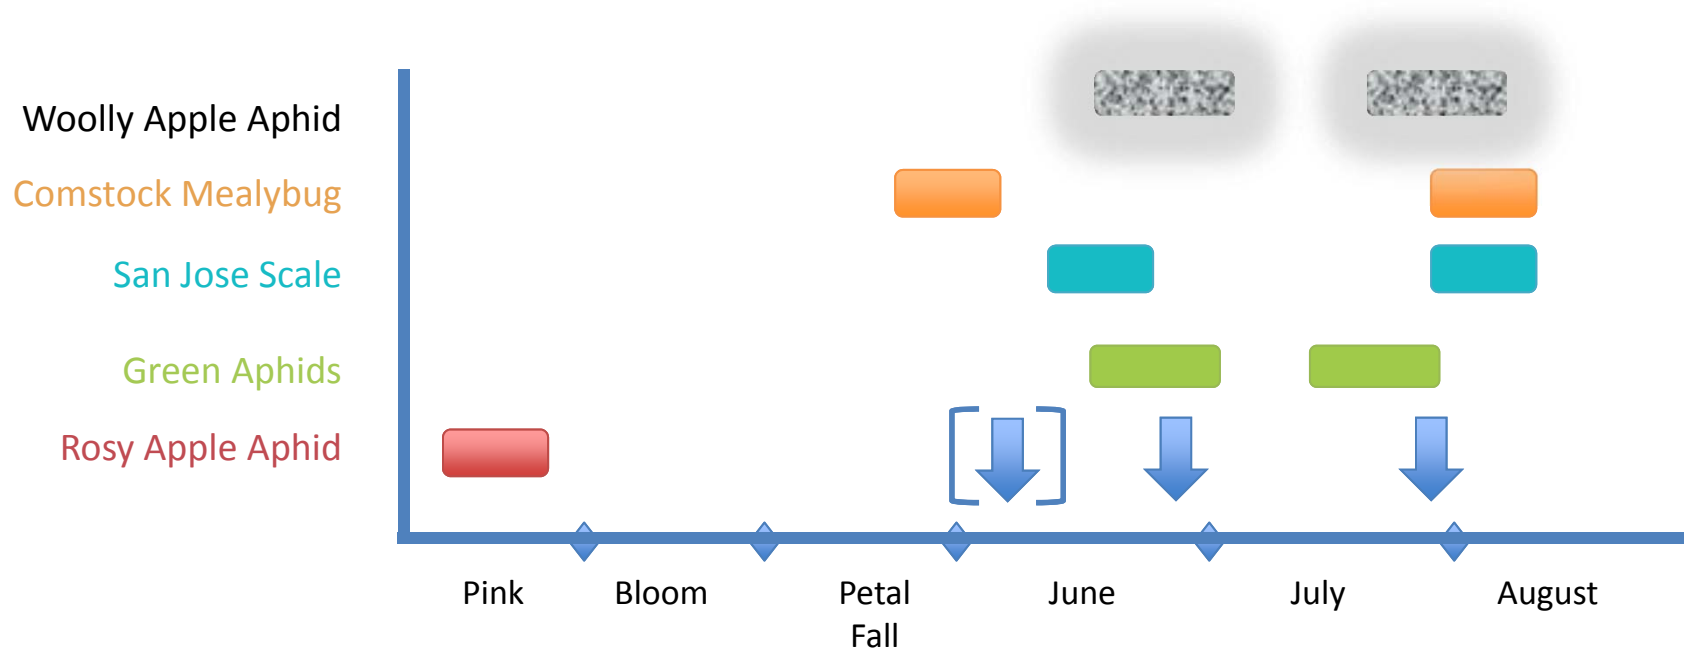 Woolly Apple Aphid
Comstock Mealybug
San Jose Scale
Green Aphids
Rosy Apple Aphid
Pink Bloom Petal June July August
Fall